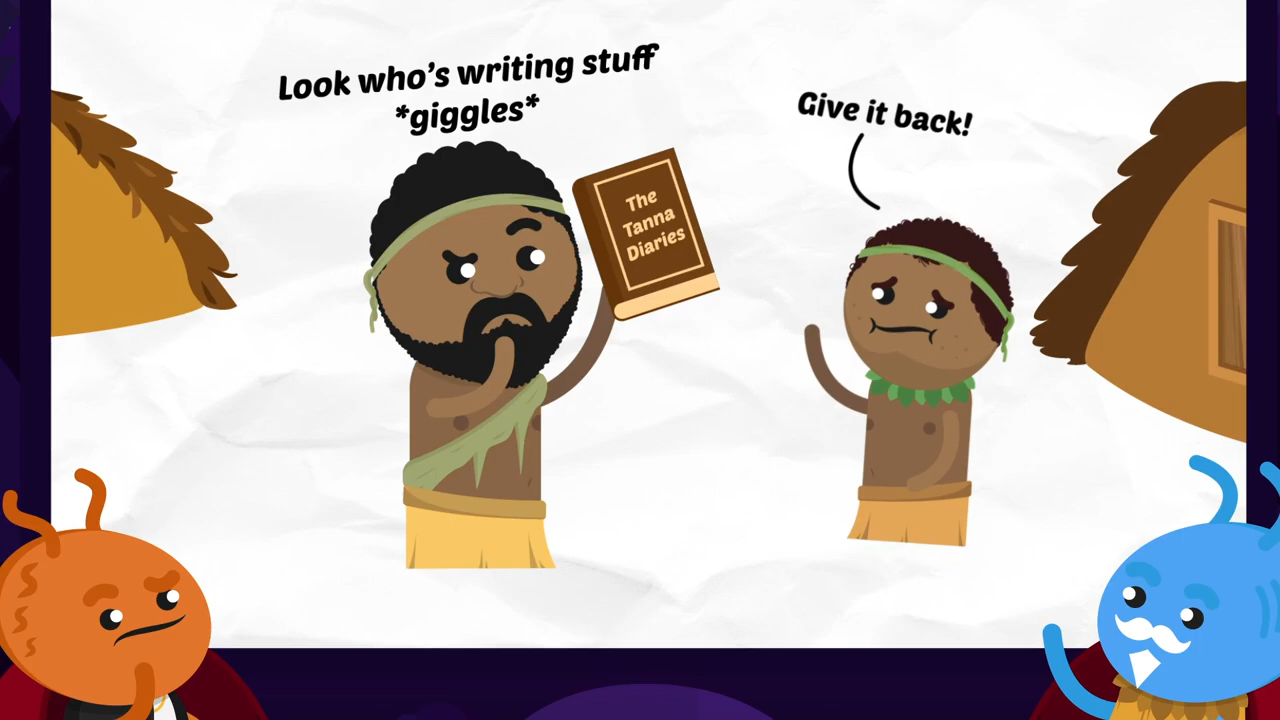 Look who's writing stuff
*giggles*
Give it back!
The
Tanna
Diaries